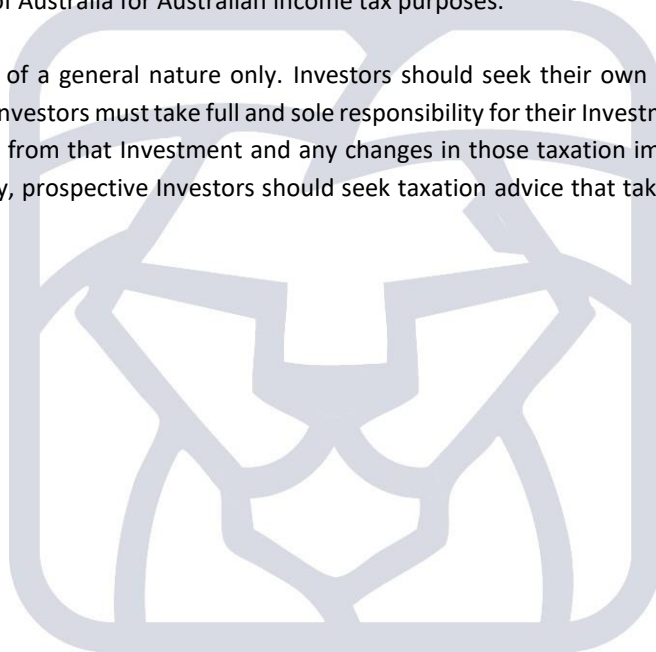 of Australia for Australian income tax purposes.
of a general nature only. Investors should seek their own
nvestors must take full and sole responsibility for their Investm
from that Investment and any changes in those taxation im
y, prospective Investors should seek taxation advice that tak